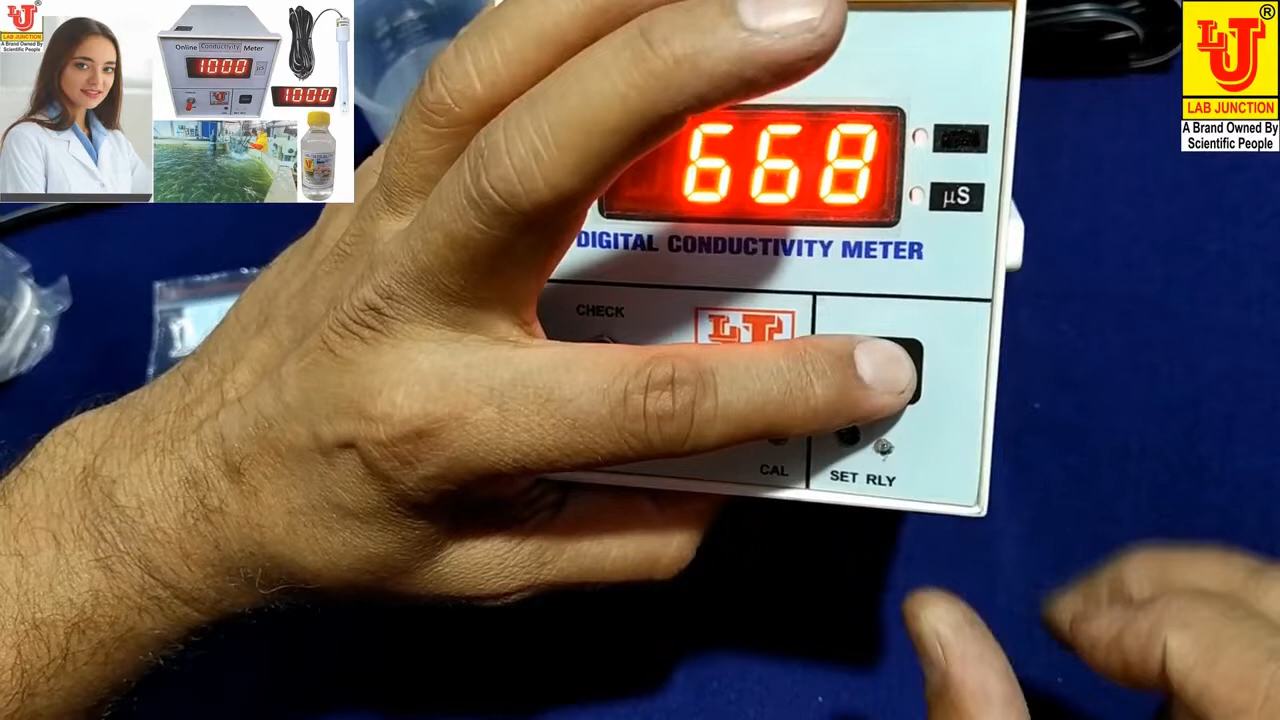 LJ
LAB JUNCTION
A Brand Owned By
Scientific People
Online Conductivity Meter
1000
µS
1000
668
µS
DIGITAL CONDUCTIVITY METER
CHECK
LJ
CAL
SET RLY
LJ
®
LAB JUNCTION
A Brand Owned By
Scientific People